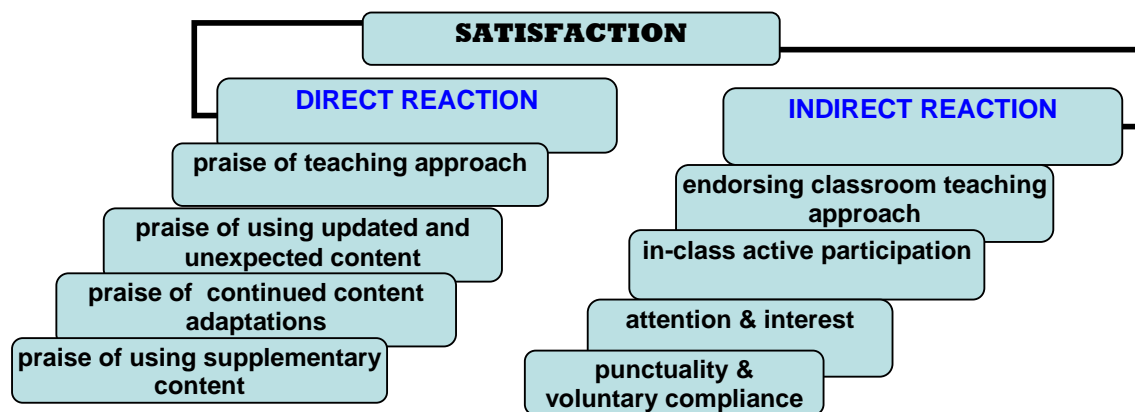 SATISFACTION
DIRECT REACTION
praise of teaching approach
praise of using updated and
unexpected content
praise of continued content
adaptations
praise of using supplementary
content
INDIRECT REACTION
endorsing classroom teaching
approach
in-class active participation
attention & interest
punctuality &
voluntary compliance